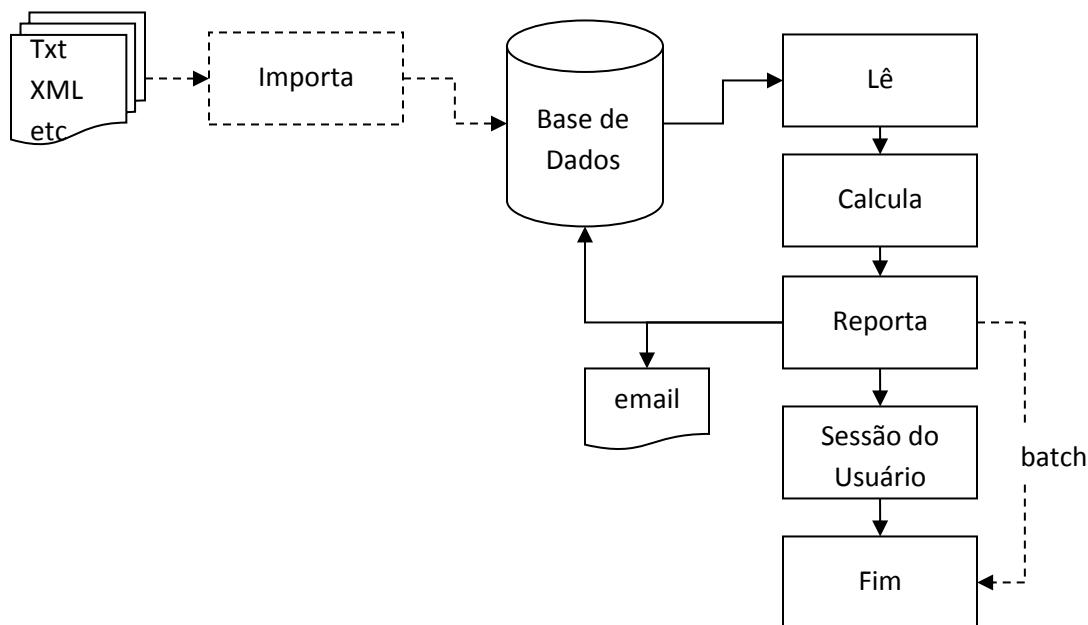 Txt
XML
etc
Importa
Base de
Dados
Lê
Calcula
Reporta
email
Sessão do
Usuário
batch
Fim